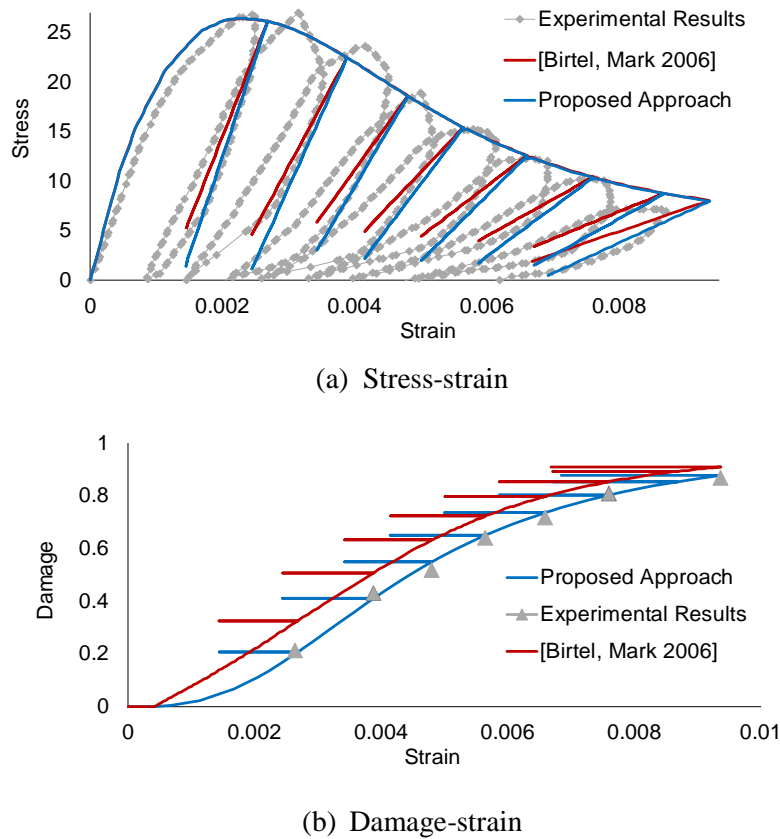 25
20
15
10
5
0
Stress
0
0.002
0.004
0.006
0.008
Strain
Experimental Results
[Birtel, Mark 2006]
Proposed Approach
(a) Stress-strain
1
0.8
0.6
0.4
0.2
0
Damage
0
0.002
0.004
0.006
0.008
0.01
Strain
Proposed Approach
Experimental Results
[Birtel, Mark 2006]
(b) Damage-strain